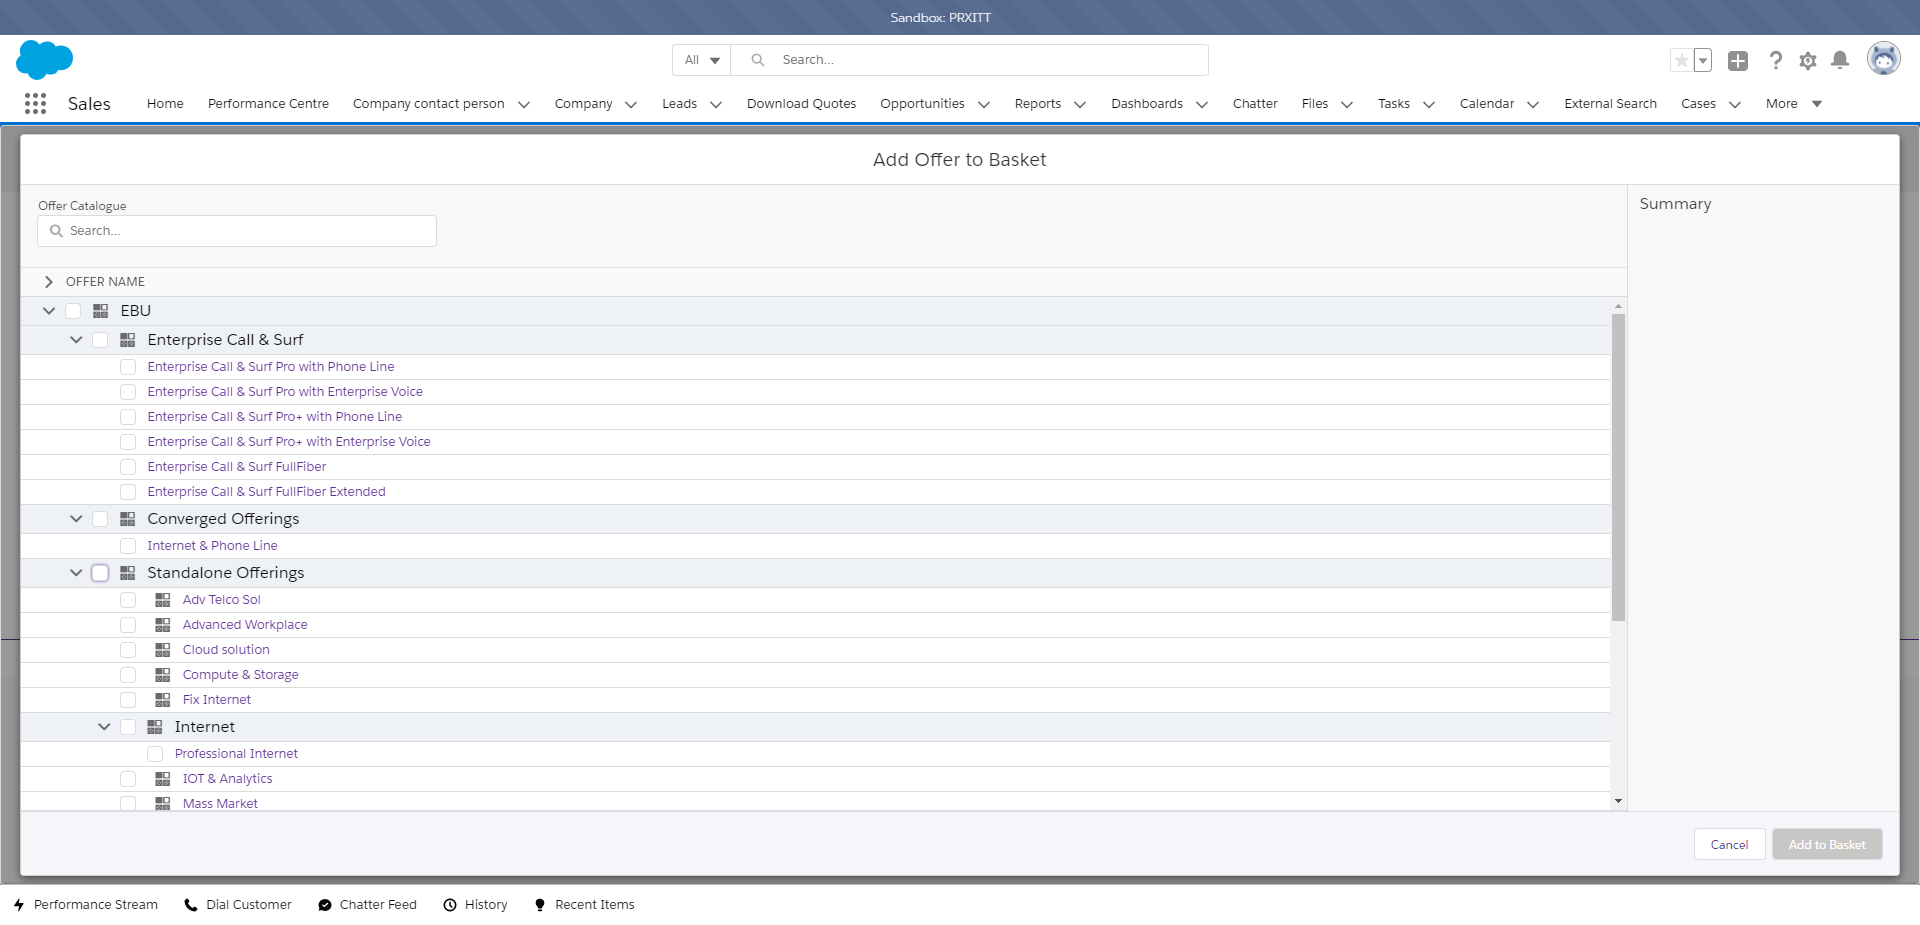 Sandbox: PRXITT
All
Search...
Sales
Home
Performance Centre
Company contact person
Company
Leads
Download Quotes
Opportunities
Reports
Dashboards
Chatter
Files
Tasks
Calendar
External Search
Cases
More
Add Offer to Basket
Offer Catalogue
Search...
Summary
OFFER NAME
EBU
Enterprise Call & Surf
Enterprise Call & Surf Pro with Phone Line
Enterprise Call & Surf Pro with Enterprise Voice
Enterprise Call & Surf Pro+ with Phone Line
Enterprise Call & Surf Pro+ with Enterprise Voice
Enterprise Call & Surf FullFiber
Enterprise Call & Surf FullFiber Extended
Converged Offerings
Internet & Phone Line
Standalone Offerings
Adv Telco Sol
Advanced Workplace
Cloud solution
Compute & Storage
Fix Internet
Internet
Professional Internet
IOT & Analytics
Mass Market
Cancel
Add to Basket
Performance Stream
Dial Customer
Chatter Feed
History
Recent Items